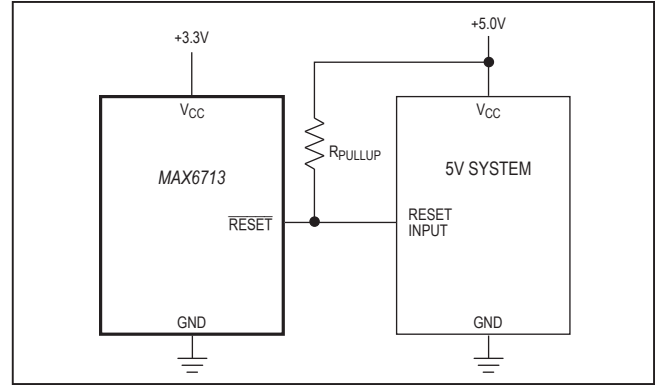 +3.3V
+5.0V
VCC
VCC
RPULLUP
MAX6713
5V SYSTEM
RESET
RESET
INPUT
GND
GND